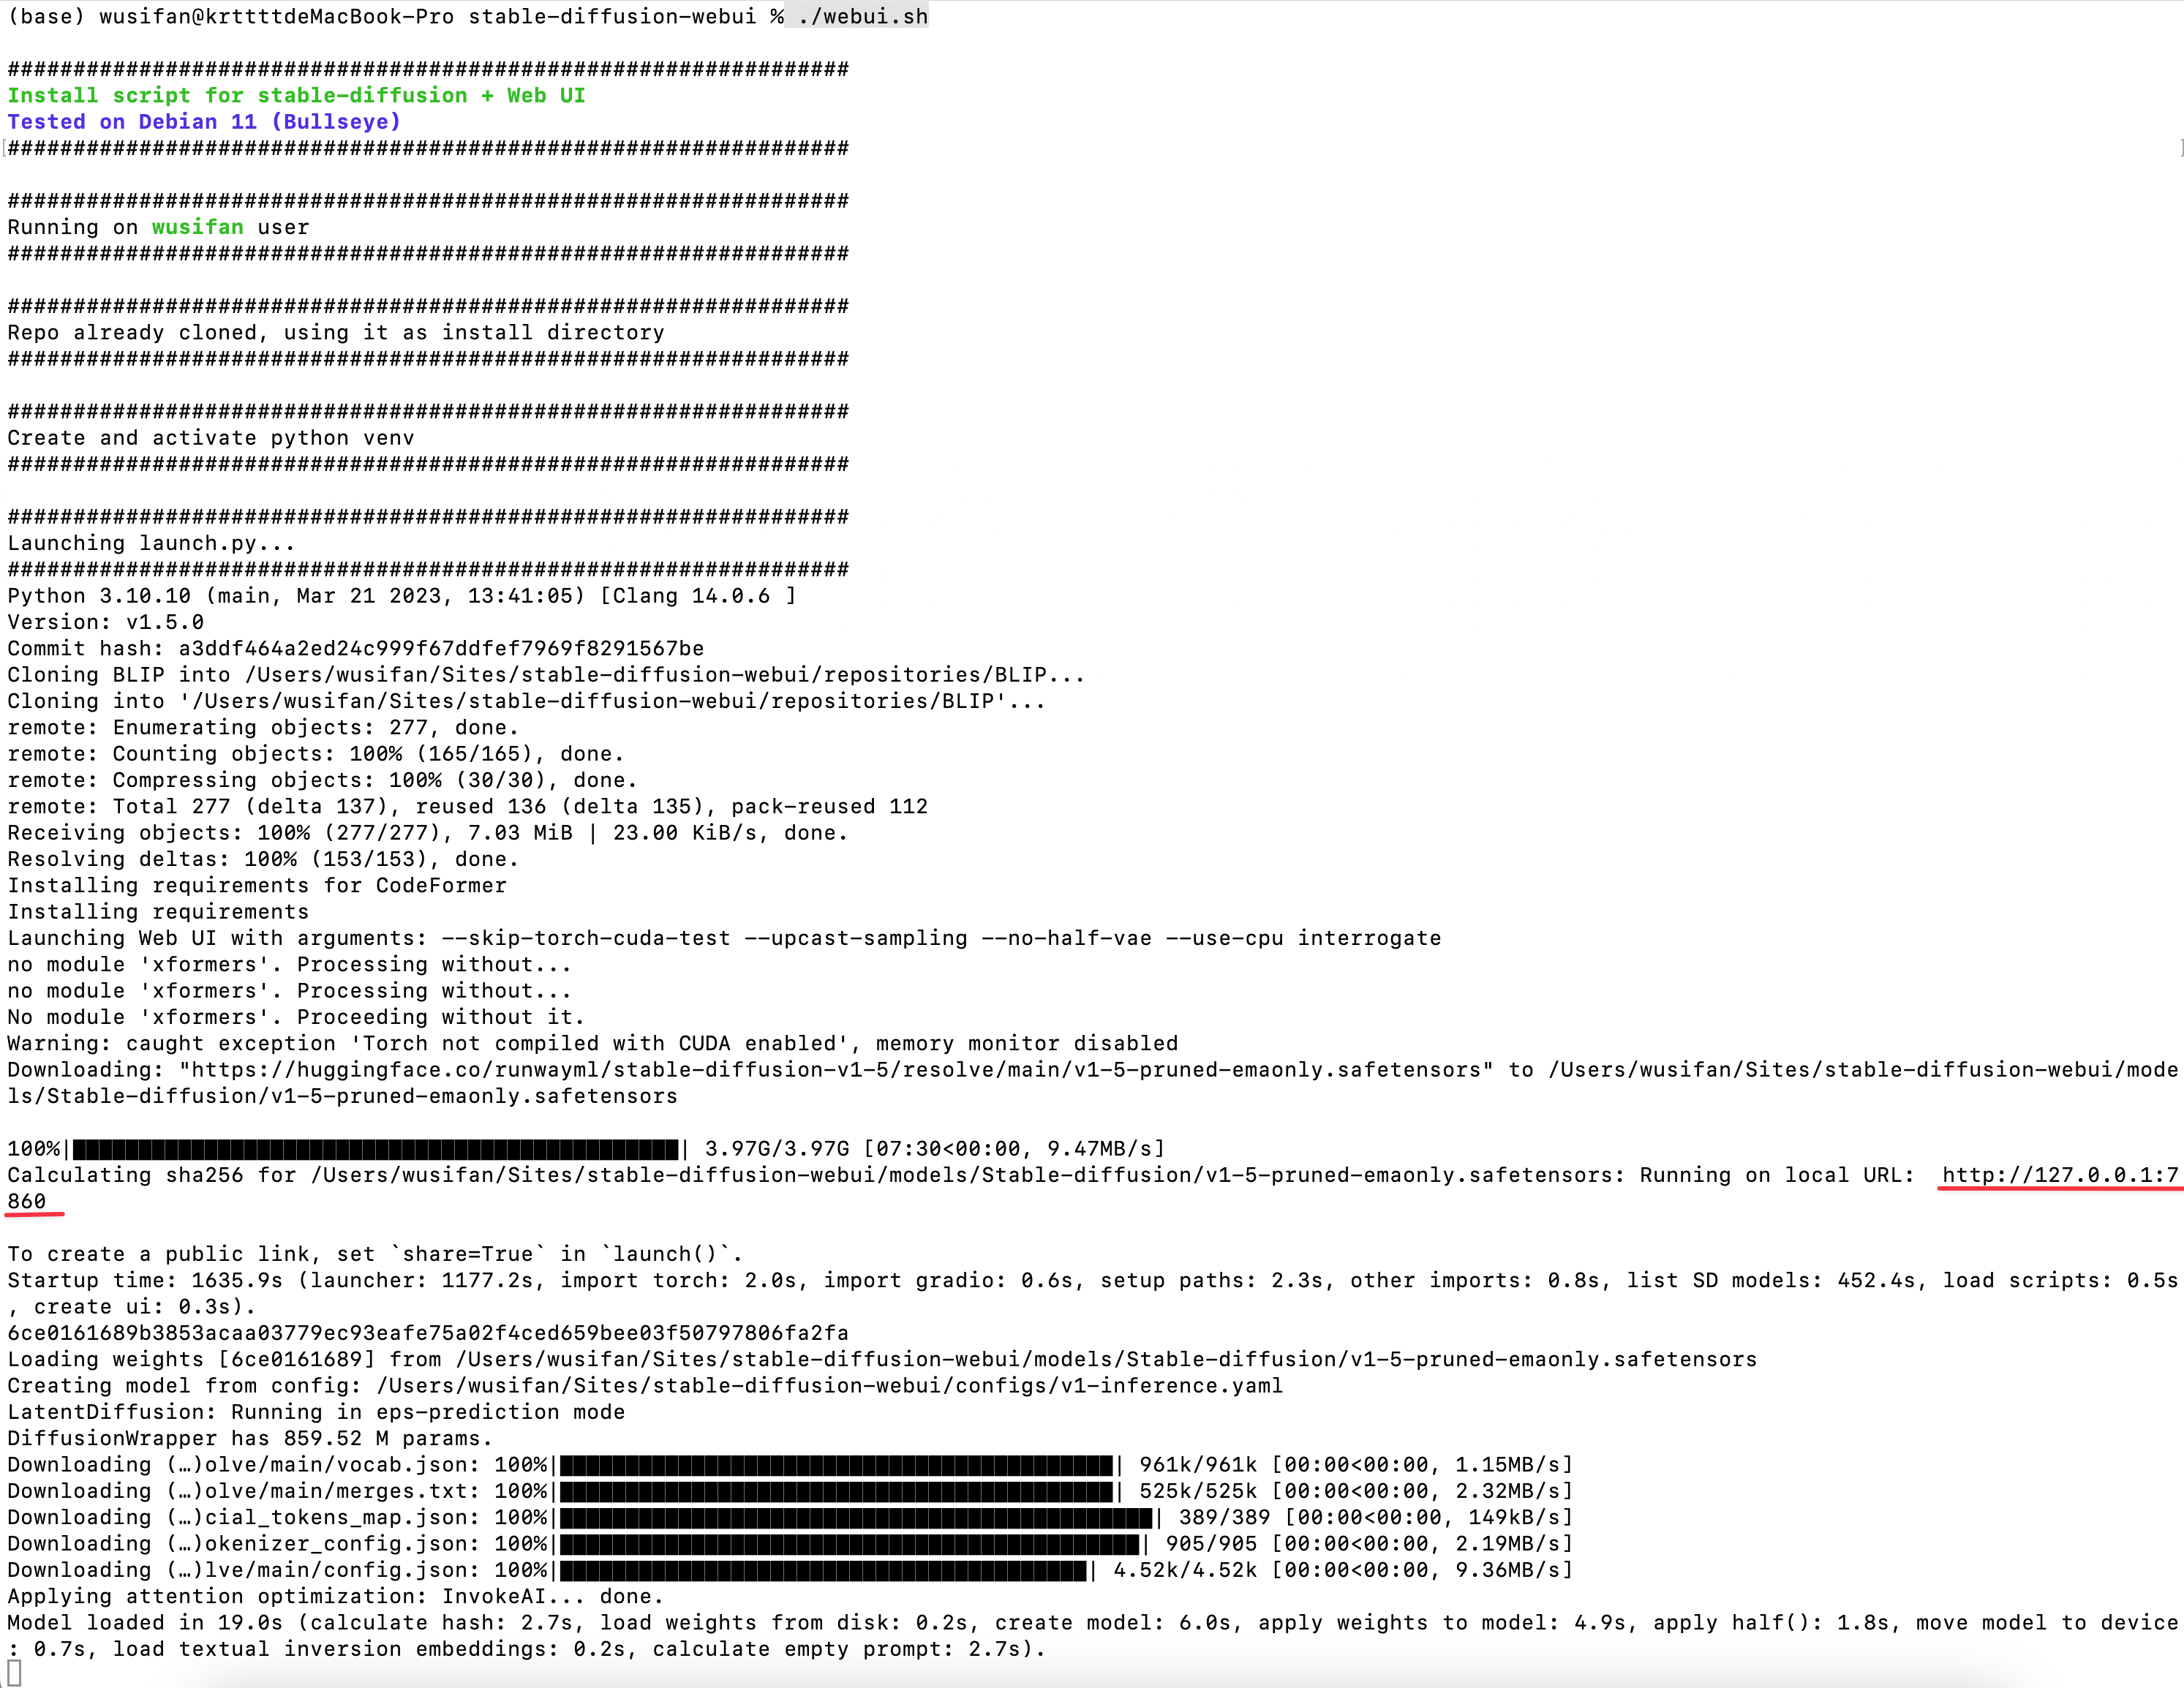 (base) wusifan@krttttdeMacBook-Pro stable-diffusion-webui % ./webui.sh
################################################################
Install script for stable-diffusion + Web UI
Tested on Debian 11 (Bullseye)
################################################################
################################################################
Running on wusifan user
################################################################
################################################################
Repo already cloned, using it as install directory
################################################################
################################################################
Create and activate python venv
################################################################
################################################################
Launching launch.py...
################################################################
Python 3.10.10 (main, Mar 21 2023, 13:41:05) [Clang 14.0.6 ]
Version: v1.5.0
Commit hash: a3ddf464a2ed24c999f67ddfef7969f8291567be
Cloning BLIP into /Users/wusifan/Sites/stable-diffusion-webui/repositories/BLIP...
Cloning into '/Users/wusifan/Sites/stable-diffusion-webui/repositories/BLIP'...
remote: Enumerating objects: 277, done.
remote: Counting objects: 100% (165/165), done.
remote: Compressing objects: 100% (30/30), done.
remote: Total 277 (delta 137), reused 136 (delta 135), pack-reused 112
Receiving objects: 100% (277/277), 7.03 MiB | 23.00 KiB/s, done.
Resolving deltas: 100% (153/153), done.
Installing requirements for CodeFormer
Installing requirements
Launching Web UI with arguments: --skip-torch-cuda-test --upcast-sampling --no-half-vae --use-cpu interrogate
no module 'xformers'. Processing without...
no module 'xformers'. Processing without...
No module 'xformers'. Proceeding without it.
Warning: caught exception 'Torch not compiled with CUDA enabled', memory monitor disabled
Downloading: "https://huggingface.co/runwayml/stable-diffusion-v1-5/resolve/main/v1-5-pruned-emaonly.safetensors" to /Users/wusifan/Sites/stable-diffusion-webui/mode
ls/Stable-diffusion/v1-5-pruned-emaonly.safetensors
100%|██████████████████████████████████████████████| 3.97G/3.97G [07:30<00:00, 9.47MB/s]
Calculating sha256 for /Users/wusifan/Sites/stable-diffusion-webui/models/Stable-diffusion/v1-5-pruned-emaonly.safetensors: Running on local URL:  http://127.0.0.1:7
860
To create a public link, set `share=True` in `launch()`.
Startup time: 1635.9s (launcher: 1177.2s, import torch: 2.0s, import gradio: 0.6s, setup paths: 2.3s, other imports: 0.8s, list SD models: 452.4s, load scripts: 0.5s
, create ui: 0.3s).
6ce0161689b3853acaa03779ec93eafe75a02f4ced659bee03f50797806fa2fa
Loading weights [6ce0161689] from /Users/wusifan/Sites/stable-diffusion-webui/models/Stable-diffusion/v1-5-pruned-emaonly.safetensors
Creating model from config: /Users/wusifan/Sites/stable-diffusion-webui/configs/v1-inference.yaml
LatentDiffusion: Running in eps-prediction mode
DiffusionWrapper has 859.52 M params.
Downloading (…)olve/main/vocab.json: 100%|██████████████████████████████████████████| 961k/961k [00:00<00:00, 1.15MB/s]
Downloading (…)olve/main/merges.txt: 100%|██████████████████████████████████████████| 525k/525k [00:00<00:00, 2.32MB/s]
Downloading (…)cial_tokens_map.json: 100%|█████████████████████████████████████████████| 389/389 [00:00<00:00, 149kB/s]
Downloading (…)okenizer_config.json: 100%|████████████████████████████████████████████| 905/905 [00:00<00:00, 2.19MB/s]
Downloading (…)lve/main/config.json: 100%|████████████████████████████████████████| 4.52k/4.52k [00:00<00:00, 9.36MB/s]
Applying attention optimization: InvokeAI... done.
Model loaded in 19.0s (calculate hash: 2.7s, load weights from disk: 0.2s, create model: 6.0s, apply weights to model: 4.9s, apply half(): 1.8s, move model to device
: 0.7s, load textual inversion embeddings: 0.2s, calculate empty prompt: 2.7s).